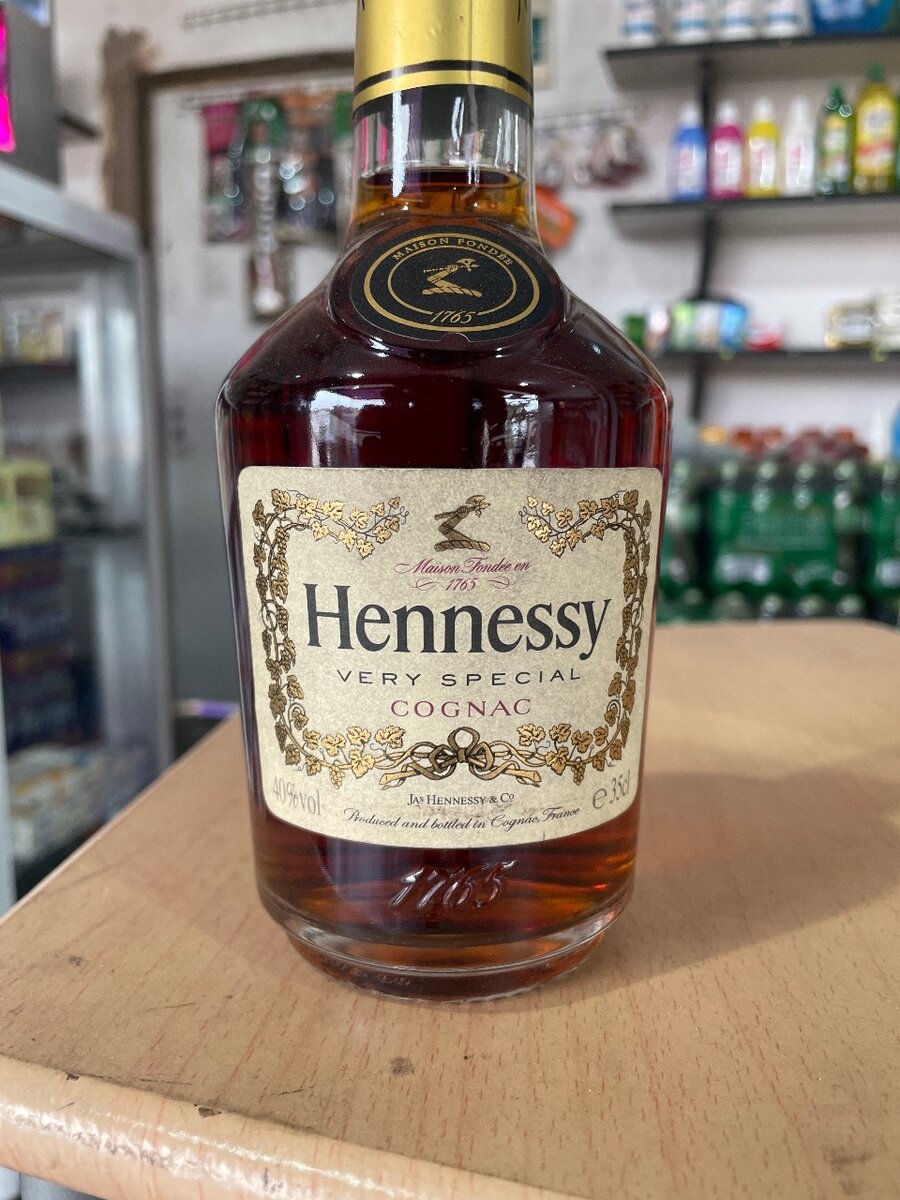 MAISON FONDÉE
1765
Maison Fondée en
1765
Hennessy
VERY SPECIAL
COGNAC
40%vol
JAS HENNESSY & CO
e 35cl
Produced and bottled in Cognac, France
1765